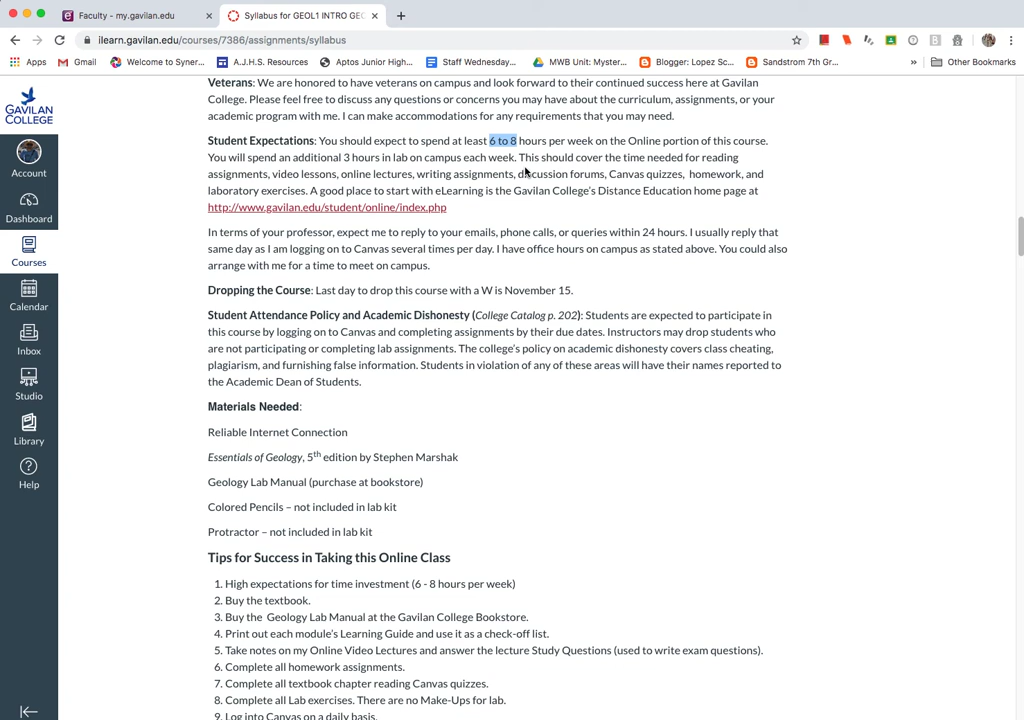 Faculty - my.gavilan.edu
Syllabus for GEOL1 INTRO GEO
ilearn.gavilan.edu/courses/7386/assignments/syllabus
Apps
Gmail
Welcome to Syner...
A.J.H.S. Resources
Aptos Junior High...
Staff Wednesday...
MWB Unit: Myster...
Blogger: Lopez Sc...
Sandstrom 7th Gr...
»
Other Bookmarks
GAVILAN
COLLEGE
Account
Dashboard
Courses
Calendar
Inbox
Studio
Library
Help
Veterans: We are honored to have veterans on campus and look forward to their continued success here at Gavilan
College. Please feel free to discuss any questions or concerns you may have about the curriculum, assignments, or your
academic program with me. I can make accommodations for any requirements that you may need.
Student Expectations: You should expect to spend at least 6 to 8 hours per week on the Online portion of this course.
You will spend an additional 3 hours in lab on campus each week. This should cover the time needed for reading
assignments, video lessons, online lectures, writing assignments, discussion forums, Canvas quizzes, homework, and
laboratory exercises. A good place to start with eLearning is the Gavilan College's Distance Education home page at
http://www.gavilan.edu/student/online/index.php
In terms of your professor, expect me to reply to your emails, phone calls, or queries within 24 hours. I usually reply that
same day as I am logging on to Canvas several times per day. I have office hours on campus as stated above. You could also
arrange with me for a time to meet on campus.
Dropping the Course: Last day to drop this course with a W is November 15.
Student Attendance Policy and Academic Dishonesty (College Catalog p. 202): Students are expected to participate in
this course by logging on to Canvas and completing assignments by their due dates. Instructors may drop students who
are not participating or completing lab assignments. The college's policy on academic dishonesty covers class cheating,
plagiarism, and furnishing false information. Students in violation of any of these areas will have their names reported to
the Academic Dean of Students.
Materials Needed:
Reliable Internet Connection
Essentials of Geology, 5th edition by Stephen Marshak
Geology Lab Manual (purchase at bookstore)
Colored Pencils – not included in lab kit
Protractor – not included in lab kit
Tips for Success in Taking this Online Class
1. High expectations for time investment (6 - 8 hours per week)
2. Buy the textbook.
3. Buy the Geology Lab Manual at the Gavilan College Bookstore.
4. Print out each module's Learning Guide and use it as a check-off list.
5. Take notes on my Online Video Lectures and answer the lecture Study Questions (used to write exam questions).
6. Complete all homework assignments.
7. Complete all textbook chapter reading Canvas quizzes.
8. Complete all Lab exercises. There are no Make-Ups for lab.
9. Log into Canvas on a daily basis.